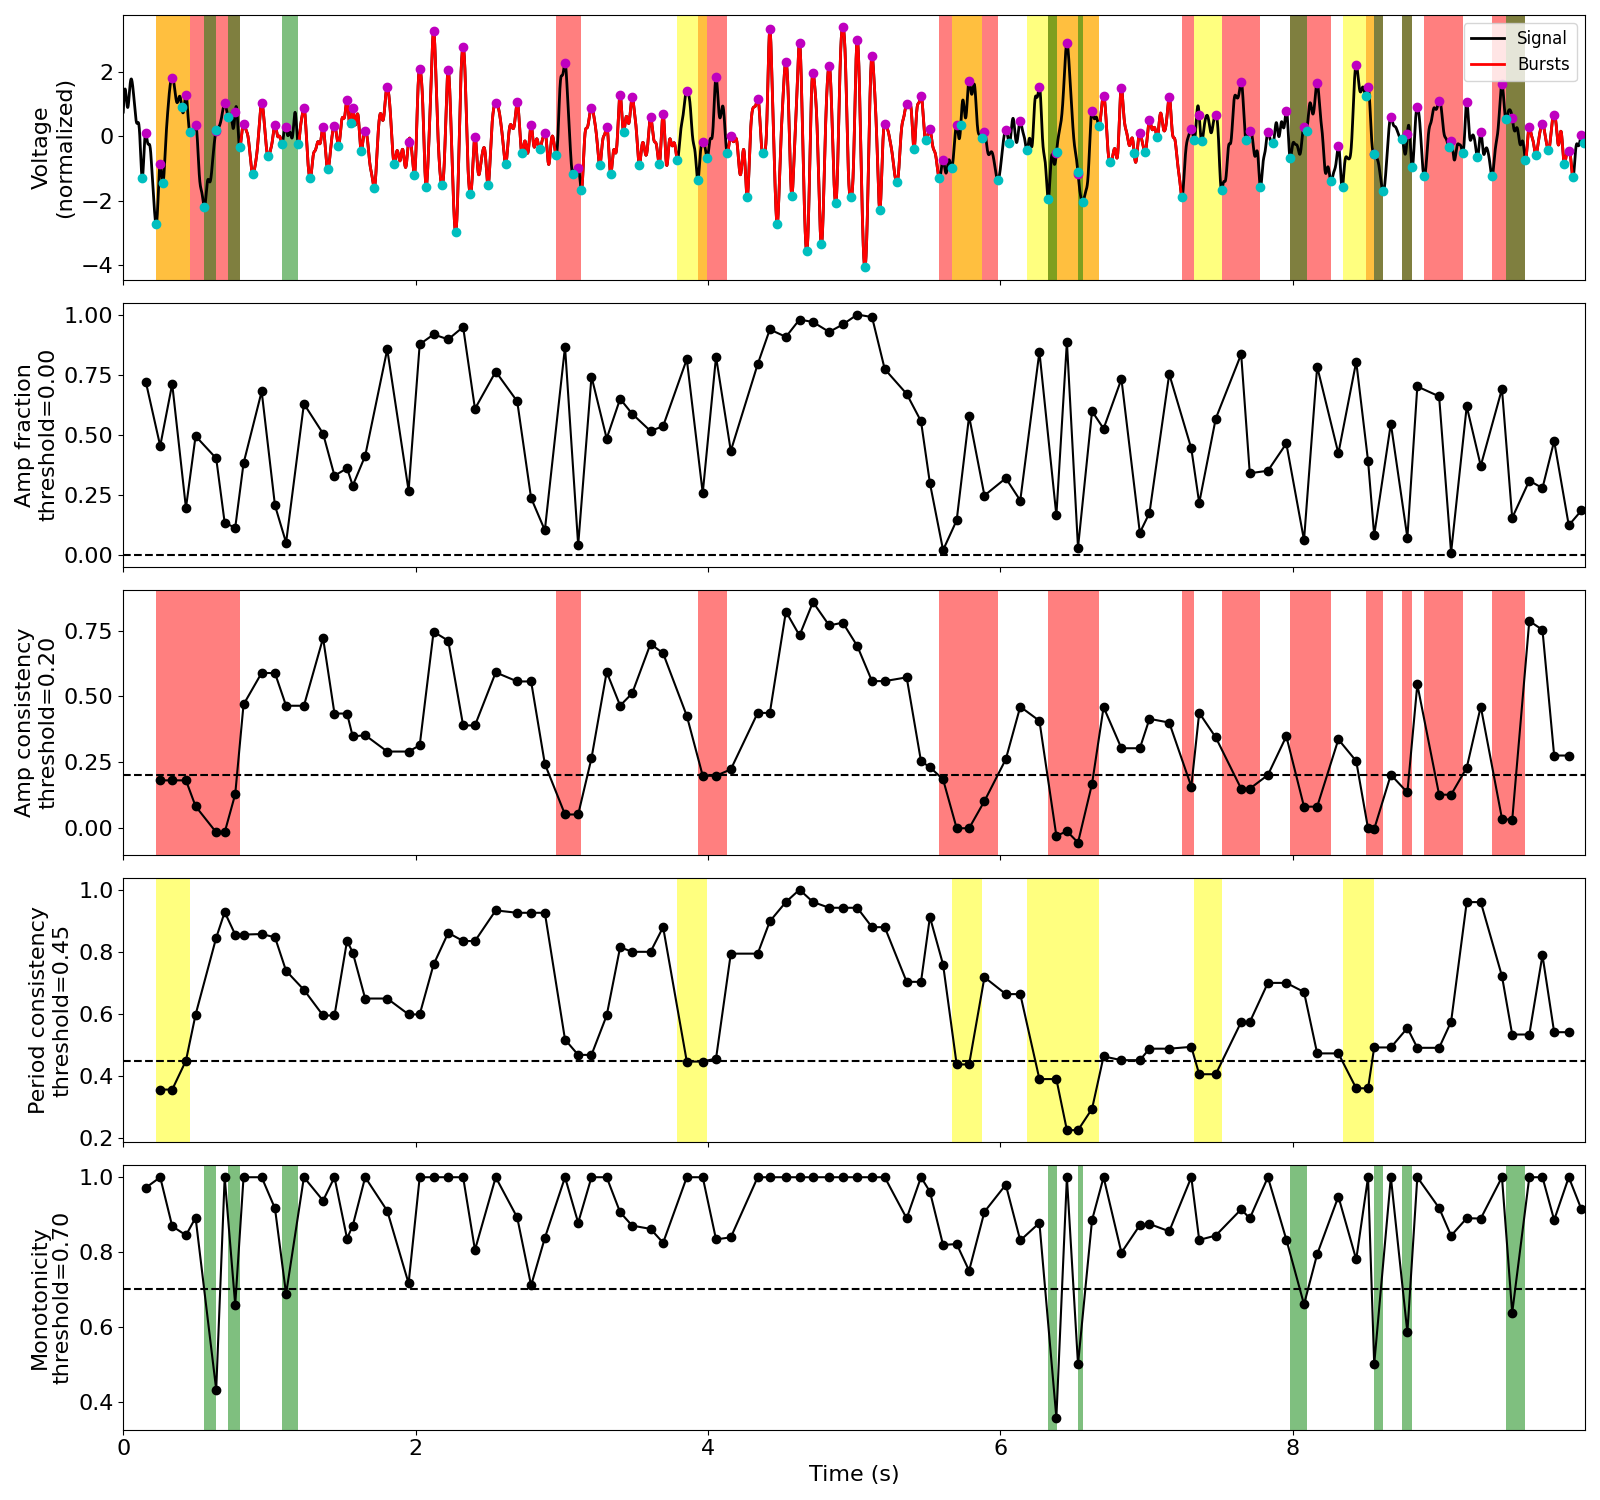 Voltage
(normalized)
2
0
−2
−4
Signal
Bursts
Amp fraction
threshold=0.00
1.00
0.75
0.50
0.25
0.00
Amp consistency
threshold=0.20
0.75
0.50
0.25
0.00
Period consistency
threshold=0.45
1.0
0.8
0.6
0.4
0.2
Monotonicity
threshold=0.70
1.0
0.8
0.6
0.4
0 2 4 6 8
Time (s)